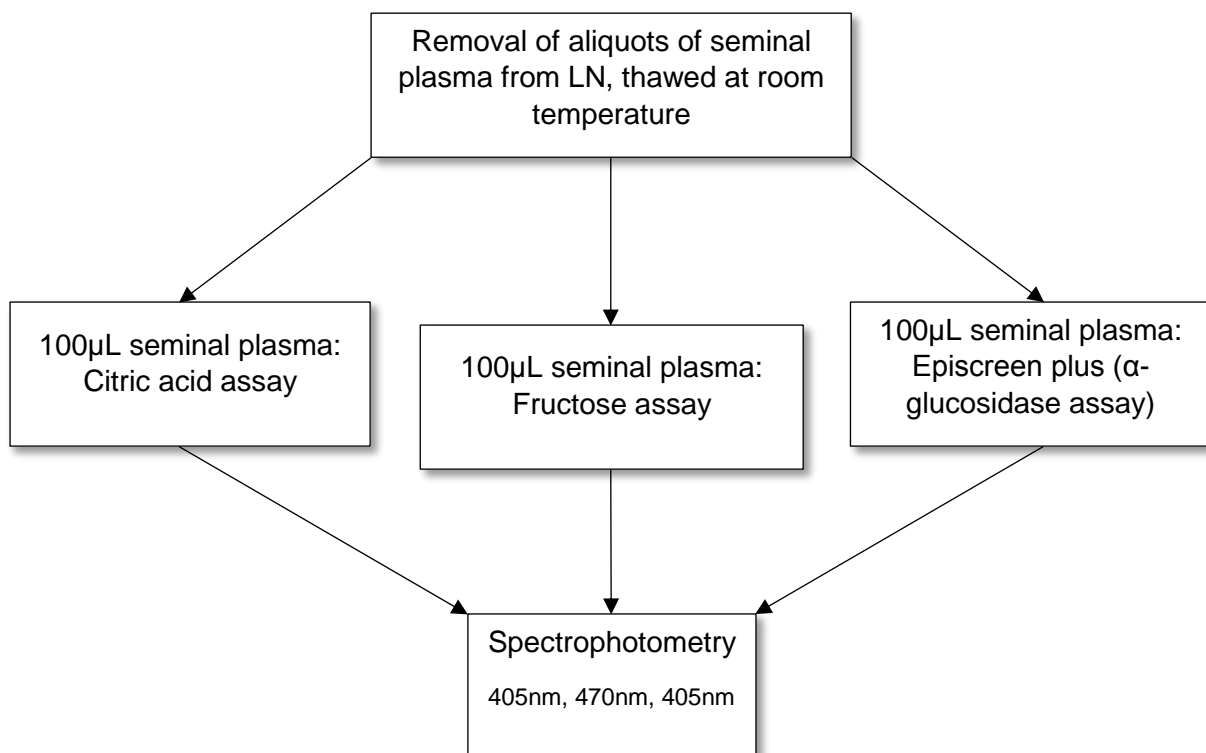 Removal of aliquots of seminal
plasma from LN, thawed at room
temperature
100µL seminal plasma:
Citric acid assay
100µL seminal plasma:
Fructose assay
100µL seminal plasma:
Episcreen plus (α-
glucosidase assay)
Spectrophotometry
405nm, 470nm, 405nm